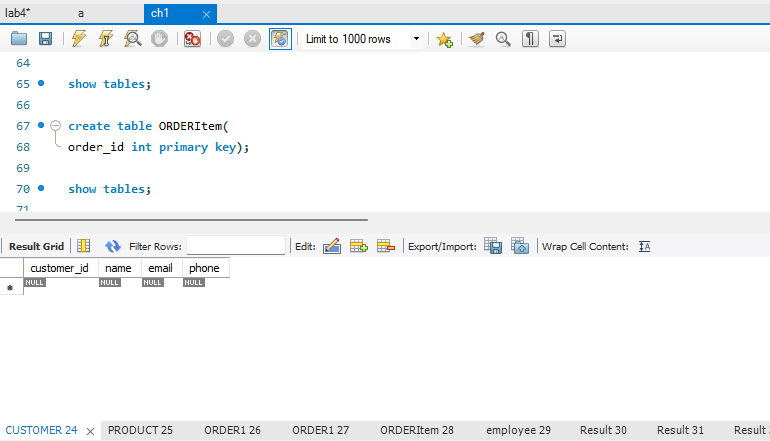 lab4* a ch1
Limit to 1000 rows
64
65 show tables;
66
67 create table ORDERItem(
68 order_id int primary key);
69
70 show tables;
71
Result Grid Filter Rows: Edit: Export/Import: Wrap Cell Content: IA
customer_id name email phone
NULL NULL NULL NULL
CUSTOMER 24 PRODUCT 25 ORDER1 26 ORDER1 27 ORDERItem 28 employee 29 Result 30 Result 31 Result